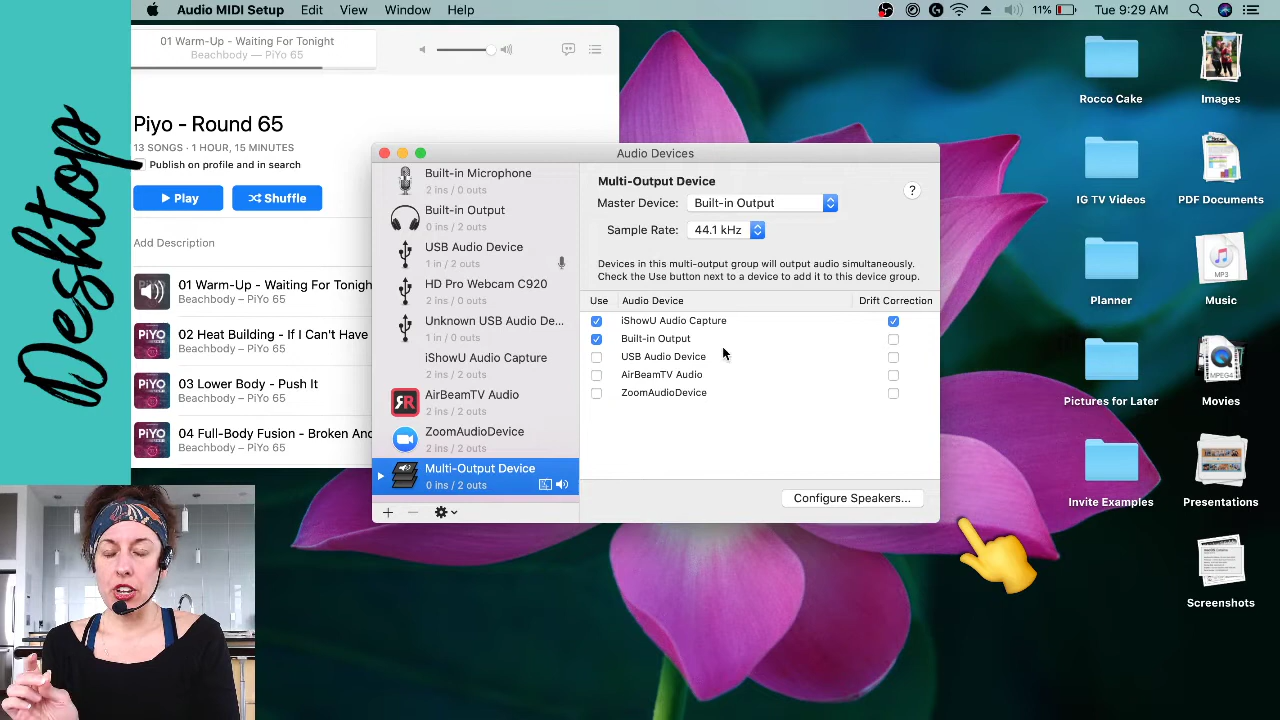 Audio MIDI Setup Edit View Window Help
11% Tue 9:29 AM
Desktop
01 Warm-Up - Waiting For Tonight
Beachbody — PiYo 65
Piyo - Round 65
13 SONGS · 1 HOUR, 15 MINUTES
Publish on profile and in search
Play Shuffle
Add Description
01 Warm-Up - Waiting For Tonigh
Beachbody – PiYo 65
PiYO
02 Heat Building - If I Can't Have
Beachbody – PiYo 65
PiYO
03 Lower Body - Push It
Beachbody – PiYo 65
PiYO
04 Full-Body Fusion - Broken And
Beachbody – PiYo 65
Audio Devices
Built-in Microphone
2 ins / 0 outs
Built-in Output
0 ins / 2 outs
USB Audio Device
1 in / 2 outs
HD Pro Webcam C920
2 ins / 0 outs
Unknown USB Audio De...
1 in / 0 outs
iShowU Audio Capture
2 ins / 2 outs
AirBeamTV Audio
2 ins / 2 outs
ZoomAudioDevice
2 ins / 2 outs
Multi-Output Device
0 ins / 2 outs
Multi-Output Device
?
Master Device: Built-in Output
Sample Rate: 44.1 kHz
Devices in this multi-output group will output audio simultaneously.
Check the Use button next to a device to add it to this device group.
Use Audio Device Drift Correction
iShowU Audio Capture
Built-in Output
USB Audio Device
AirBeamTV Audio
ZoomAudioDevice
Configure Speakers...
Rocco Cake
Images
IG TV Videos
PDF Documents
Planner
MP3
Music
Pictures for Later
MPEG4
Movies
Invite Examples
Presentations
Screenshots